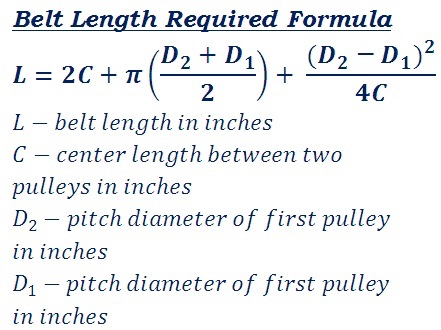 Belt Length Required Formula
L = 2C + π((D₂ + D₁)/2) + (D₂ − D₁)²/4C
L − belt length in inches
C − center length between two
pulleys in inches
D₂ − pitch diameter of first pulley
in inches
D₁ − pitch diameter of first pulley
in inches